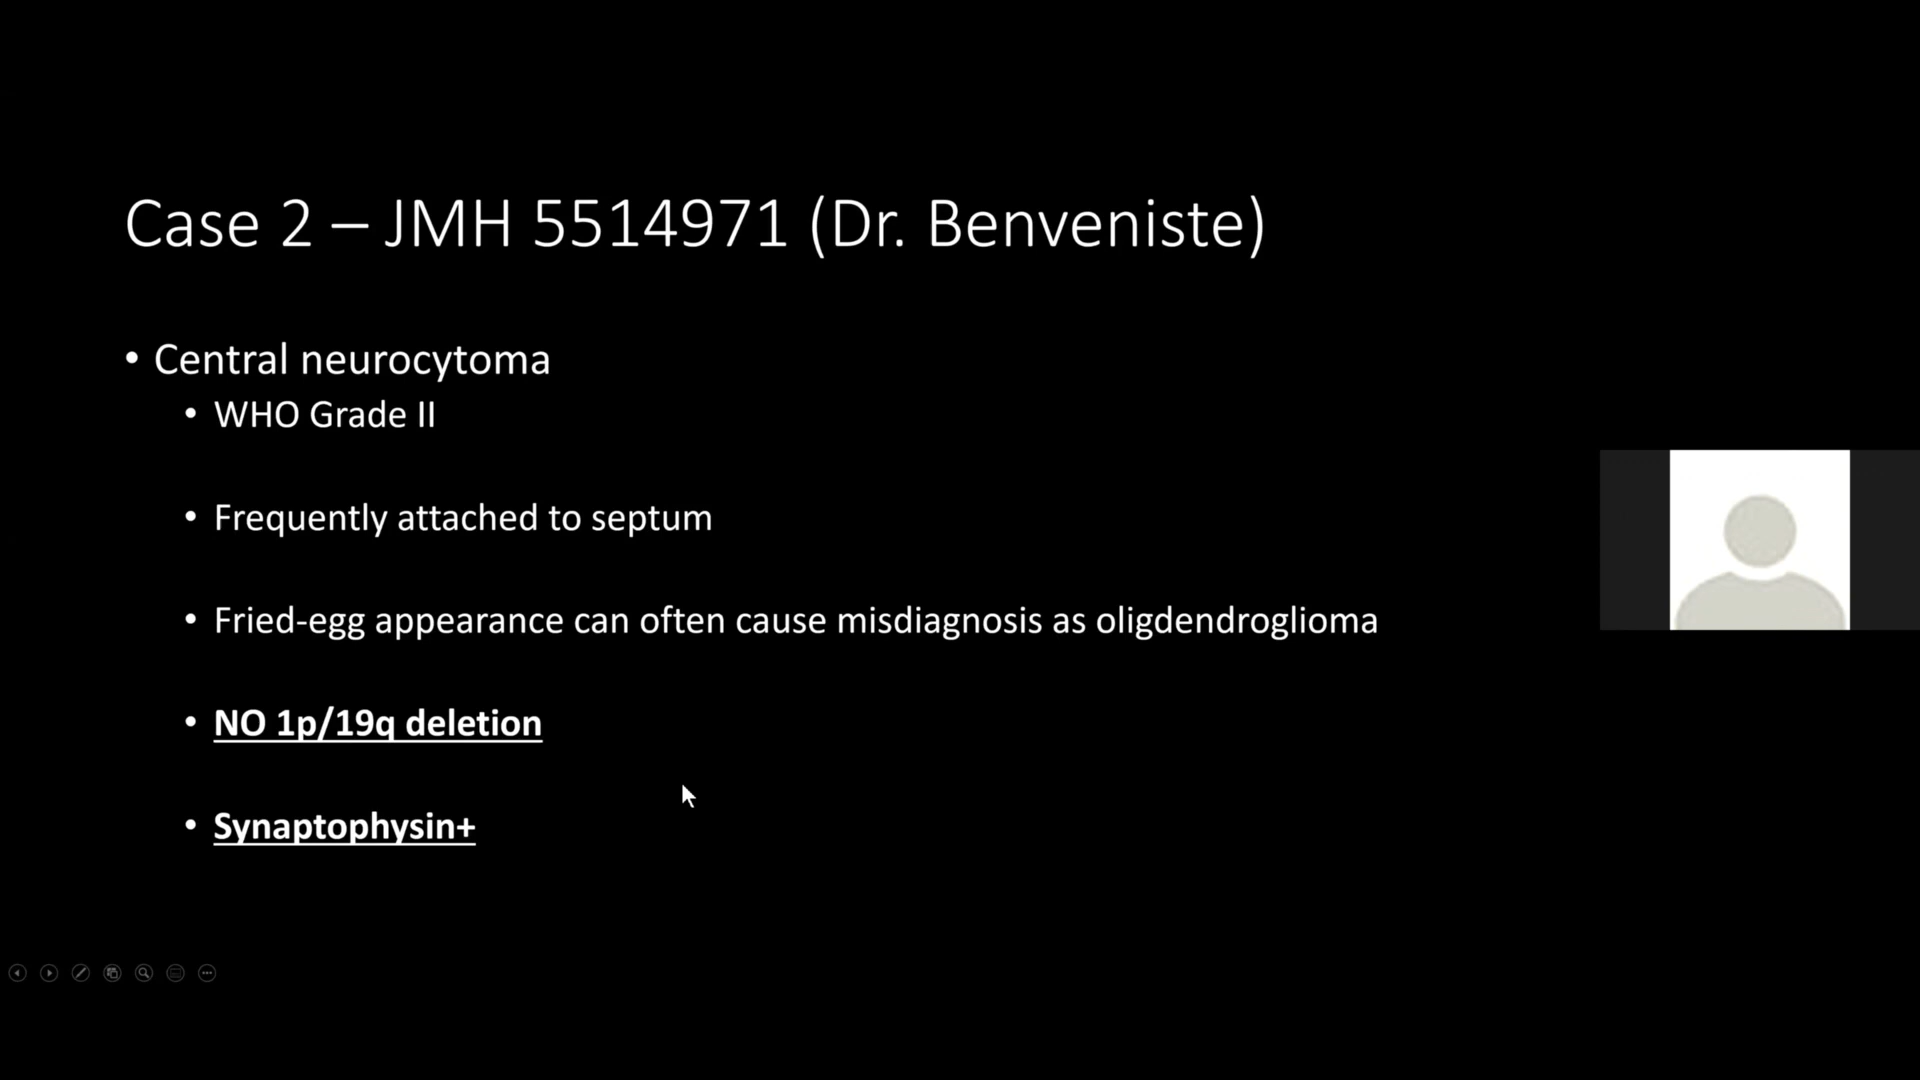 Case 2 – JMH 5514971 (Dr. Benveniste)
• Central neurocytoma
• WHO Grade II
• Frequently attached to septum
• Fried-egg appearance can often cause misdiagnosis as oligdendroglioma
• NO 1p/19q deletion
• Synaptophysin+